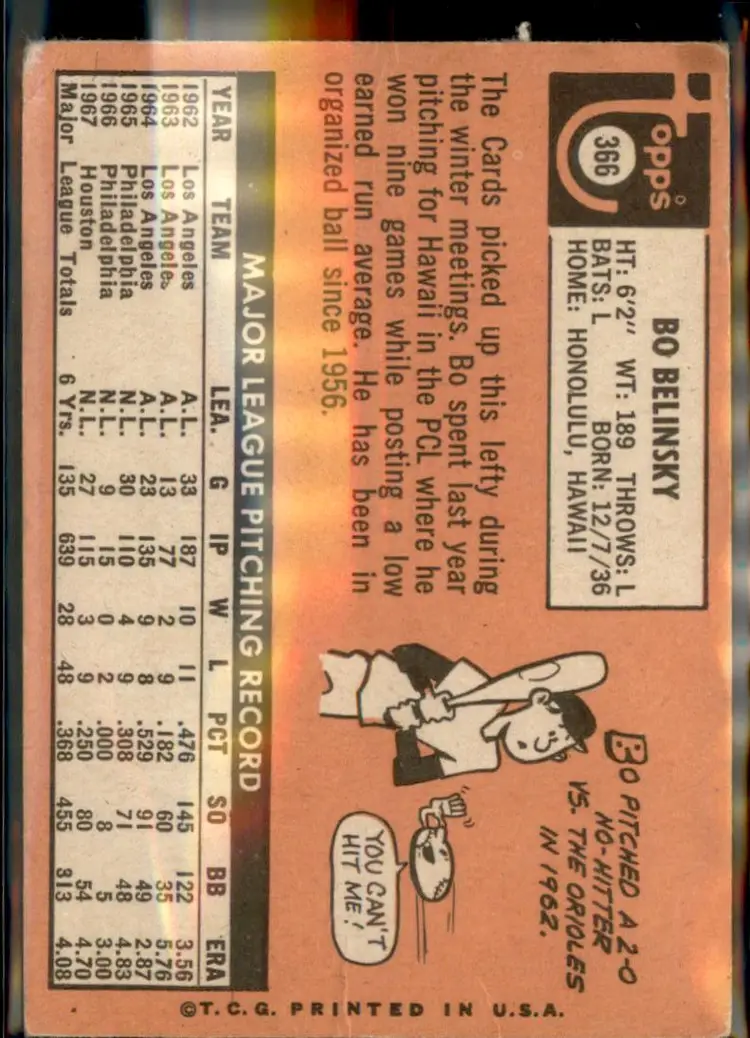 Topps
366
BO BELINSKY
HT: 6'2" WT: 189 THROWS: L
BATS: L BORN: 12/7/36
HOME: HONOLULU, HAWAII
The Cards picked up this lefty during
the winter meetings. Bo spent last year
pitching for Hawaii in the PCL where he
won nine games while posting a low
earned run average. He has been in
organized ball since 1956.
BO PITCHED A 2-0
NO-HITTER
VS. THE ORIOLES
IN 1962.
YOU CAN'T
HIT ME!
MAJOR LEAGUE PITCHING RECORD
YEAR TEAM LEA. G IP W L PCT SO BB ERA
1962 Los Angeles A.L. 33 187 10 11 .476 145 122 3.56
1963 Los Angeles A.L. 13 77 2 9 .182 60 35 5.76
1964 Los Angeles A.L. 23 135 9 8 .529 91 49 2.87
1965 Philadelphia N.L. 30 110 4 9 .308 71 48 4.83
1966 Philadelphia N.L. 9 15 0 2 .000 8 5 3.00
1967 Houston N.L. 27 115 3 9 .250 80 54 4.70
Major League Totals 6 Yrs. 135 639 28 48 .368 455 313 4.08
©T.C.G. PRINTED IN U.S.A.